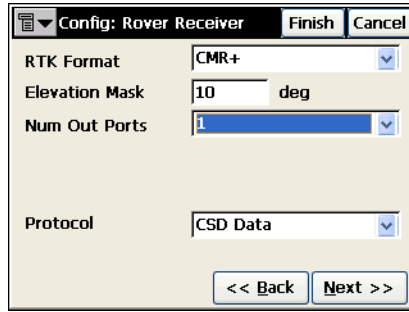 Config: Rover Receiver Finish Cancel
RTK Format CMR+
Elevation Mask 10 deg
Num Out Ports 1
Protocol CSD Data
<< Back Next >>